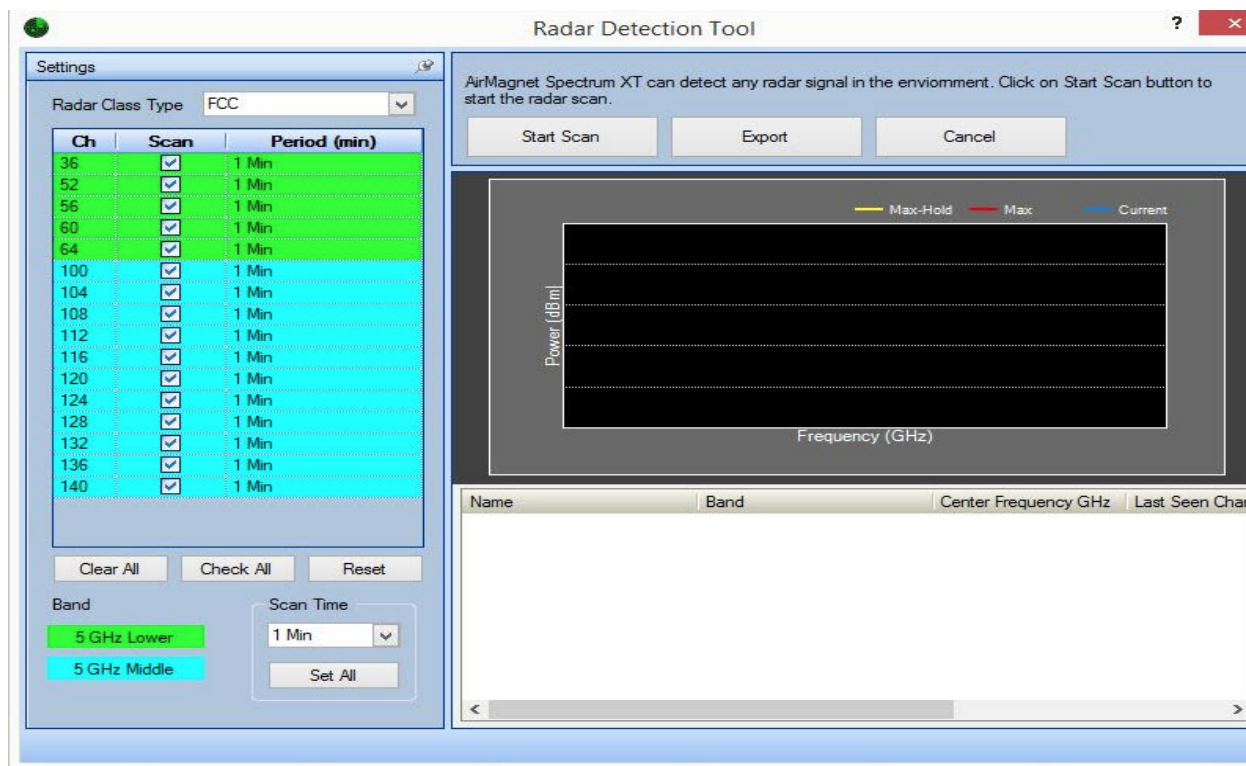 Radar Detection Tool
?
Settings
Radar Class Type FCC
Ch Scan Period (min)
36 1 Min
52 1 Min
56 1 Min
60 1 Min
64 1 Min
100 1 Min
104 1 Min
108 1 Min
112 1 Min
116 1 Min
120 1 Min
124 1 Min
128 1 Min
132 1 Min
136 1 Min
140 1 Min
Clear All Check All Reset
Band
5 GHz Lower
5 GHz Middle
Scan Time
1 Min
Set All
AirMagnet Spectrum XT can detect any radar signal in the enviornment. Click on Start Scan button to
start the radar scan.
Start Scan Export Cancel
Max-Hold Max Current
Power [dBm]
Frequency (GHz)
Name Band Center Frequency GHz Last Seen Char